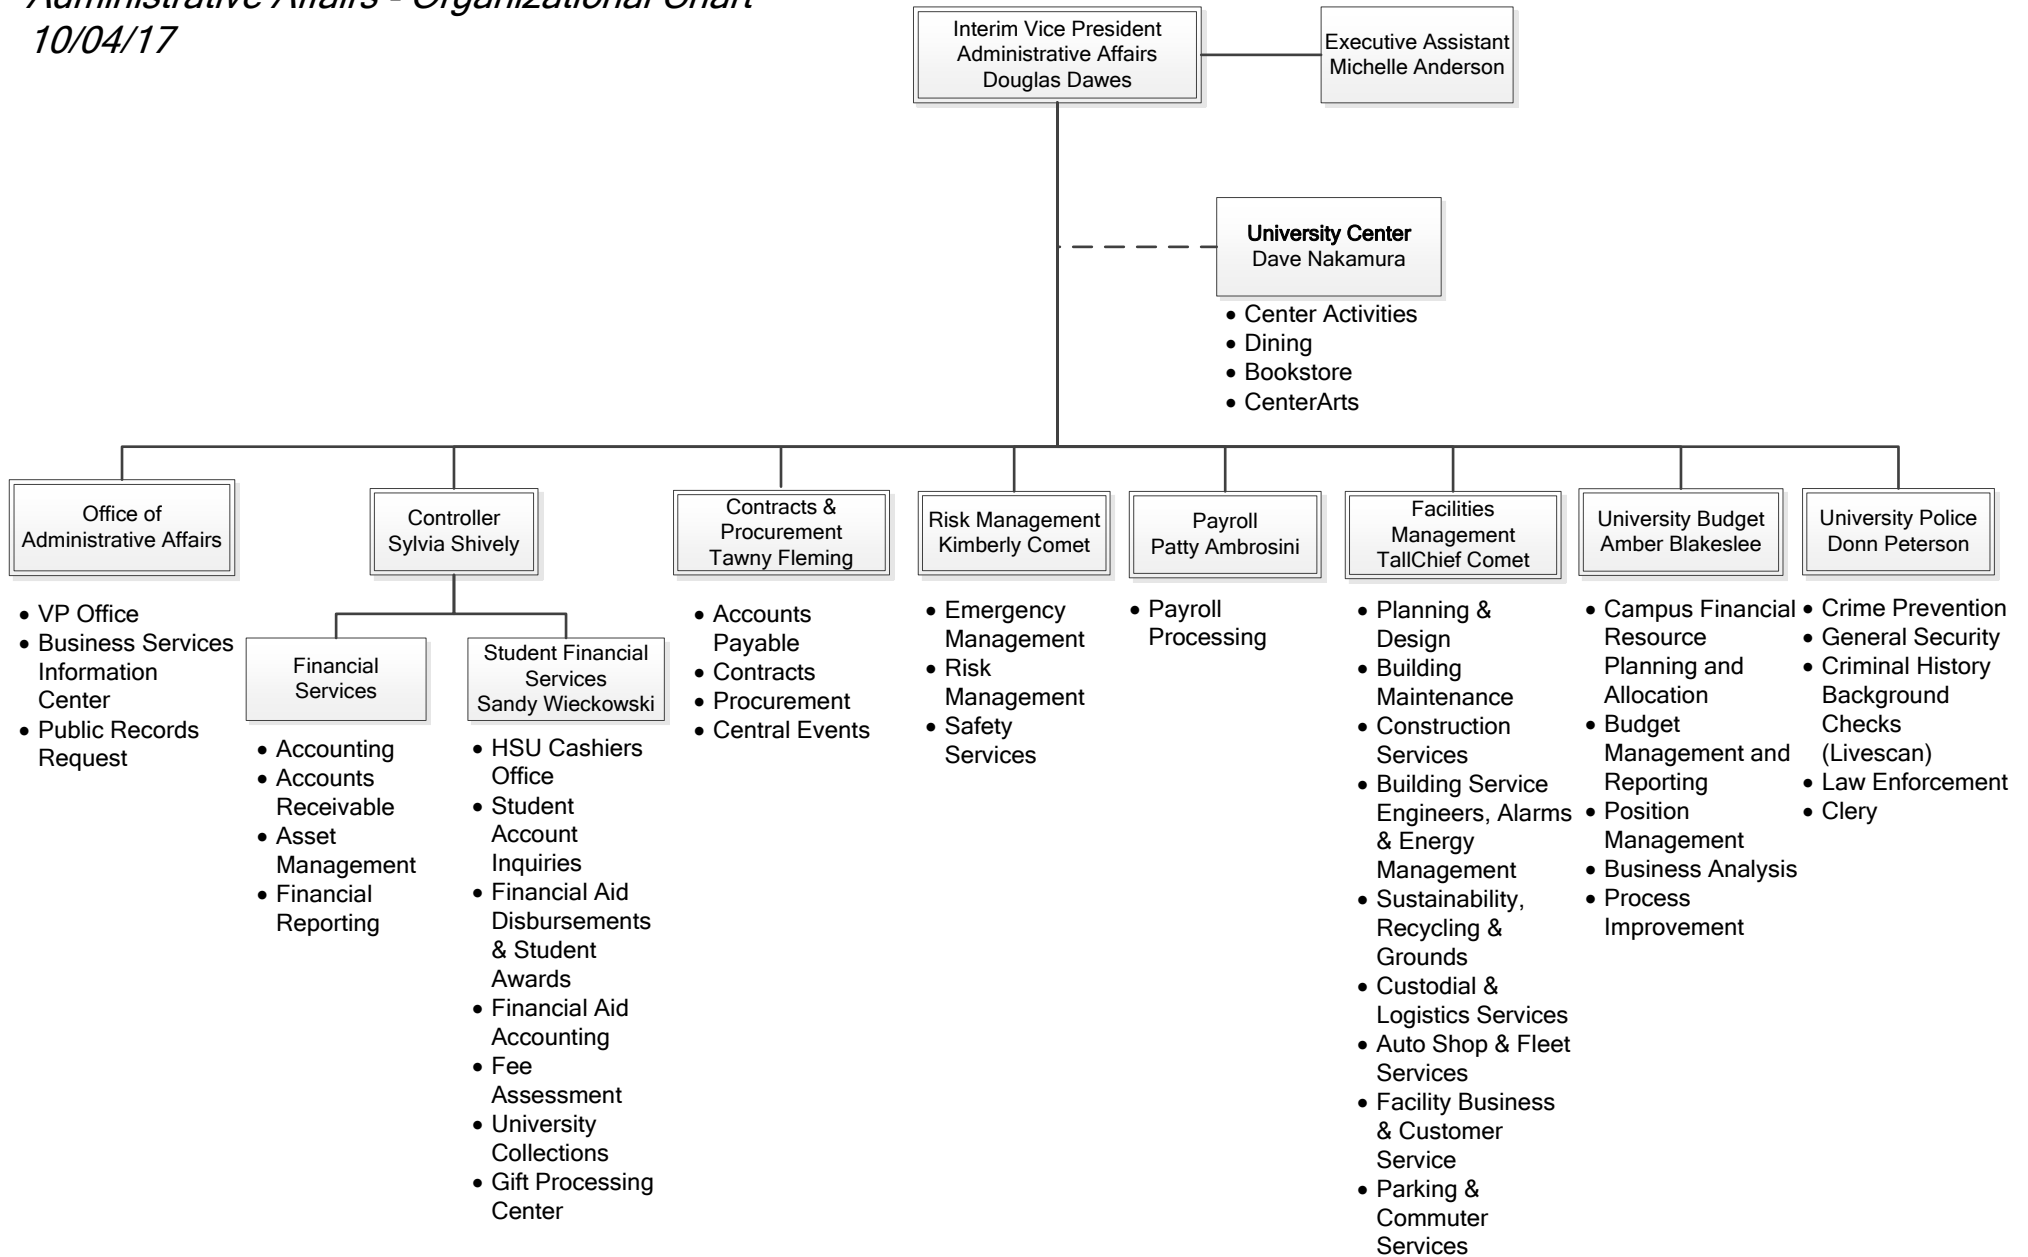 Administrative Affairs - Organizational Chart
10/04/17
Interim Vice President
Administrative Affairs
Douglas Dawes
Executive Assistant
Michelle Anderson
University Center
Dave Nakamura
• Center Activities
• Dining
• Bookstore
• CenterArts
Office of
Administrative Affairs
• VP Office
• Business Services
Information
Center
• Public Records
Request
Controller
Sylvia Shively
Financial
Services
• Accounting
• Accounts
Receivable
• Asset
Management
• Financial
Reporting
Student Financial
Services
Sandy Wieckowski
• HSU Cashiers
Office
• Student
Account
Inquiries
• Financial Aid
Disbursements
& Student
Awards
• Financial Aid
Accounting
• Fee
Assessment
• University
Collections
• Gift Processing
Center
Contracts &
Procurement
Tawny Fleming
• Accounts
Payable
• Contracts
• Procurement
• Central Events
Risk Management
Kimberly Comet
• Emergency
Management
• Risk
Management
• Safety
Services
Payroll
Patty Ambrosini
• Payroll
Processing
Facilities
Management
TallChief Comet
• Planning &
Design
• Building
Maintenance
• Construction
Services
• Building Service
Engineers, Alarms
& Energy
Management
• Sustainability,
Recycling &
Grounds
• Custodial &
Logistics Services
• Auto Shop & Fleet
Services
• Facility Business
& Customer
Service
• Parking &
Commuter
Services
University Budget
Amber Blakeslee
• Campus Financial
Resource
Planning and
Allocation
• Budget
Management and
Reporting
• Position
Management
• Business Analysis
• Process
Improvement
University Police
Donn Peterson
• Crime Prevention
• General Security
• Criminal History
Background
Checks
(Livescan)
• Law Enforcement
• Clery